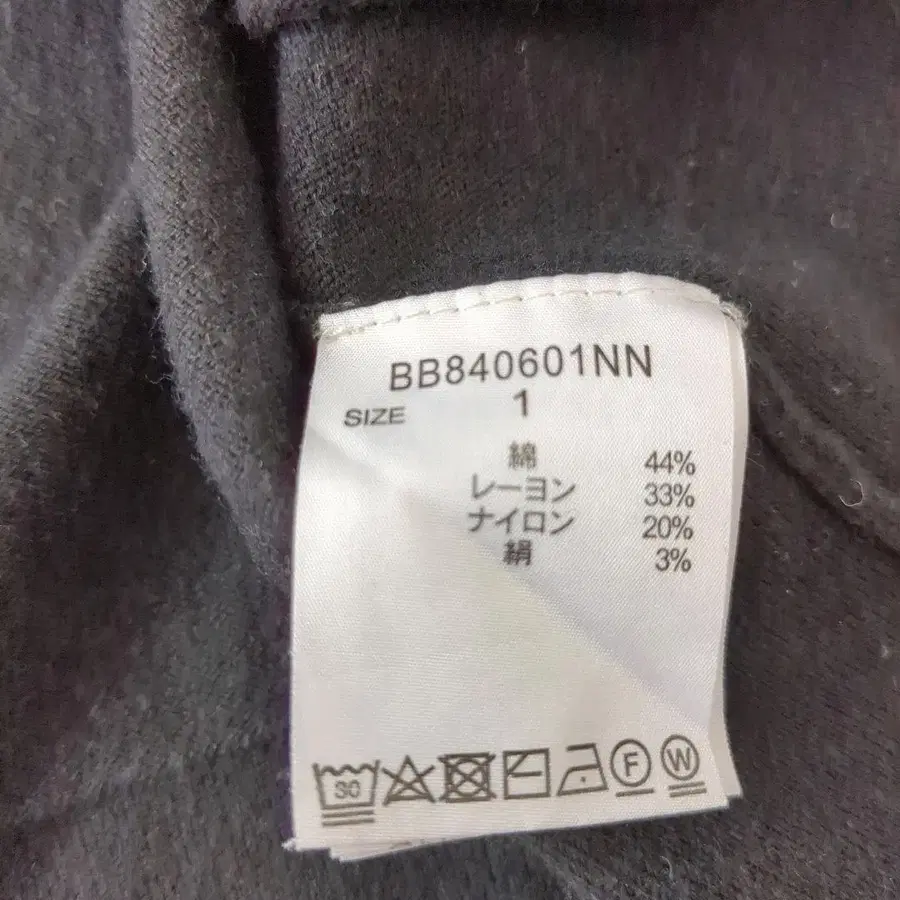 BB840601NN
SIZE 1
綿 44%
レーヨン 33%
ナイロン 20%
絹 3%
30 F W